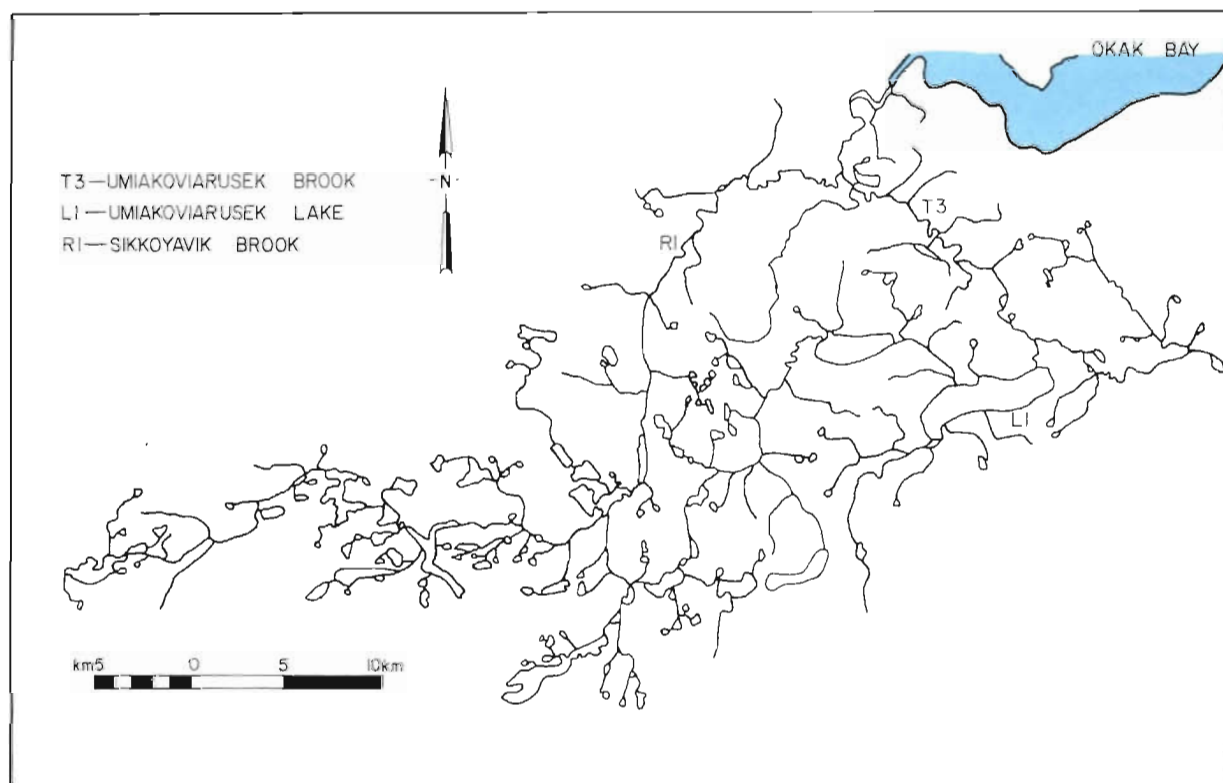 OKAK BAY
T3—UMIAKOVIARUSEK BROOK
L1—UMIAKOVIARUSEK LAKE
R1—SIKKOYAVIK BROOK
N
T3
R1
L1
km5 0 5 10km